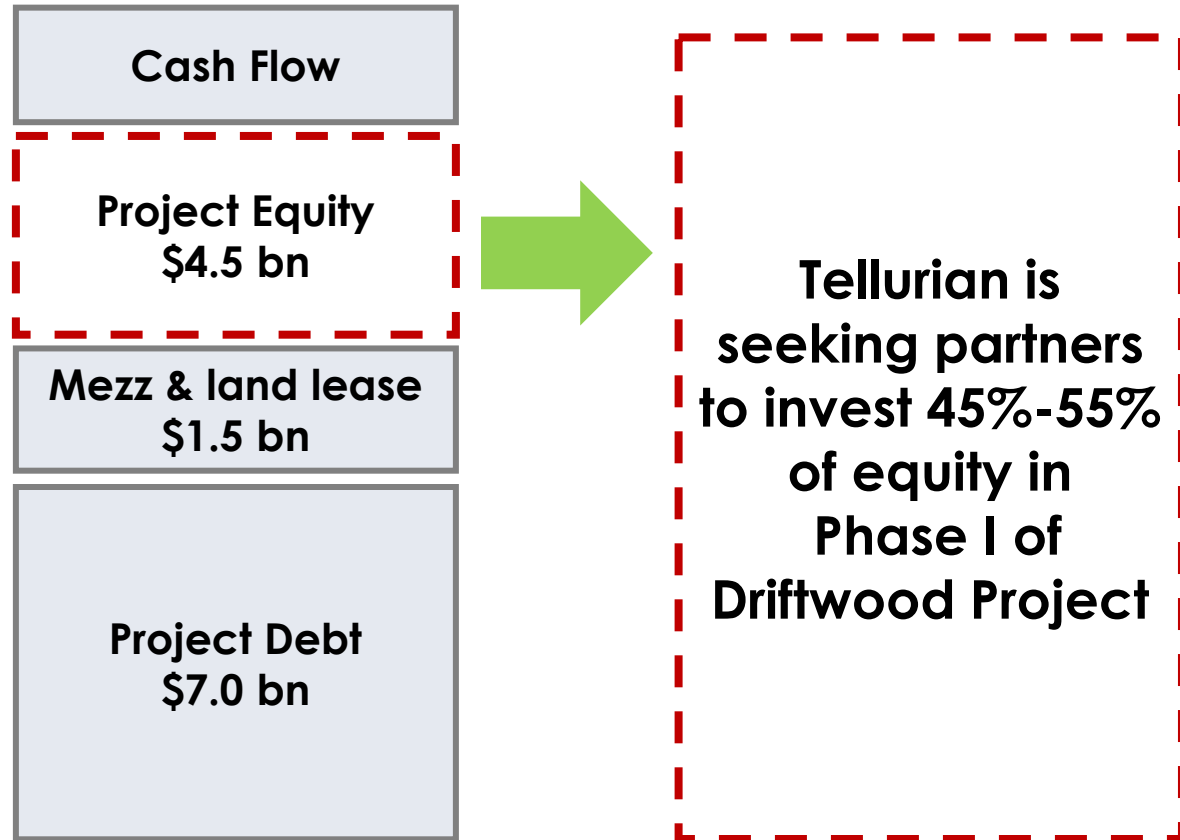 Cash Flow
Project Equity
$4.5 bn
Mezz & land lease
$1.5 bn
Project Debt
$7.0 bn
Tellurian is
seeking partners
to invest 45%-55%
of equity in
Phase I of
Driftwood Project